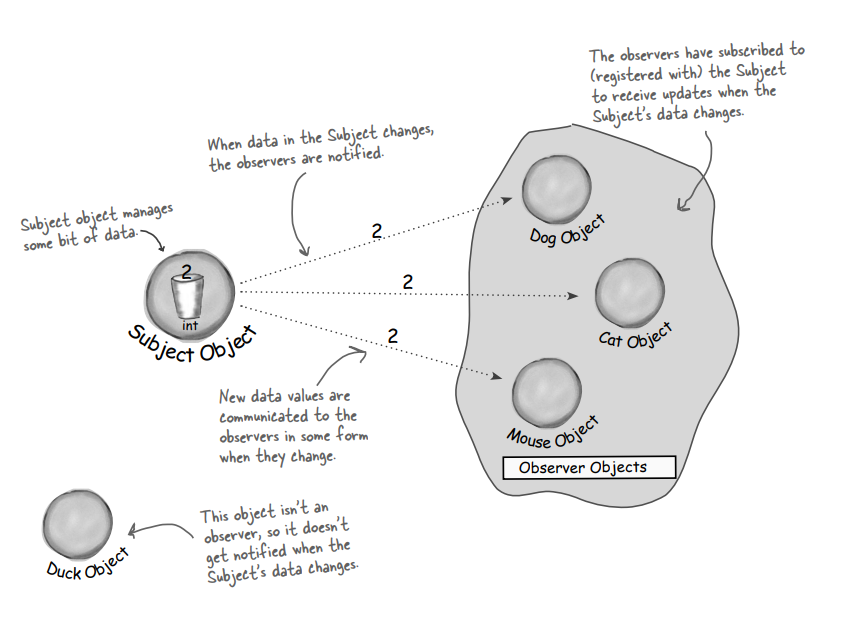 The observers have subscribed to
(registered with) the Subject
to receive updates when the
Subject's data changes.
When data in the Subject changes,
the observers are notified.
Subject object manages
some bit of data.
2
int
Subject Object
2
2
2
Dog Object
Cat Object
Mouse Object
Observer Objects
New data values are
communicated to the
observers in some form
when they change.
This object isn't an
observer, so it doesn't
get notified when the
Subject's data changes.
Duck Object